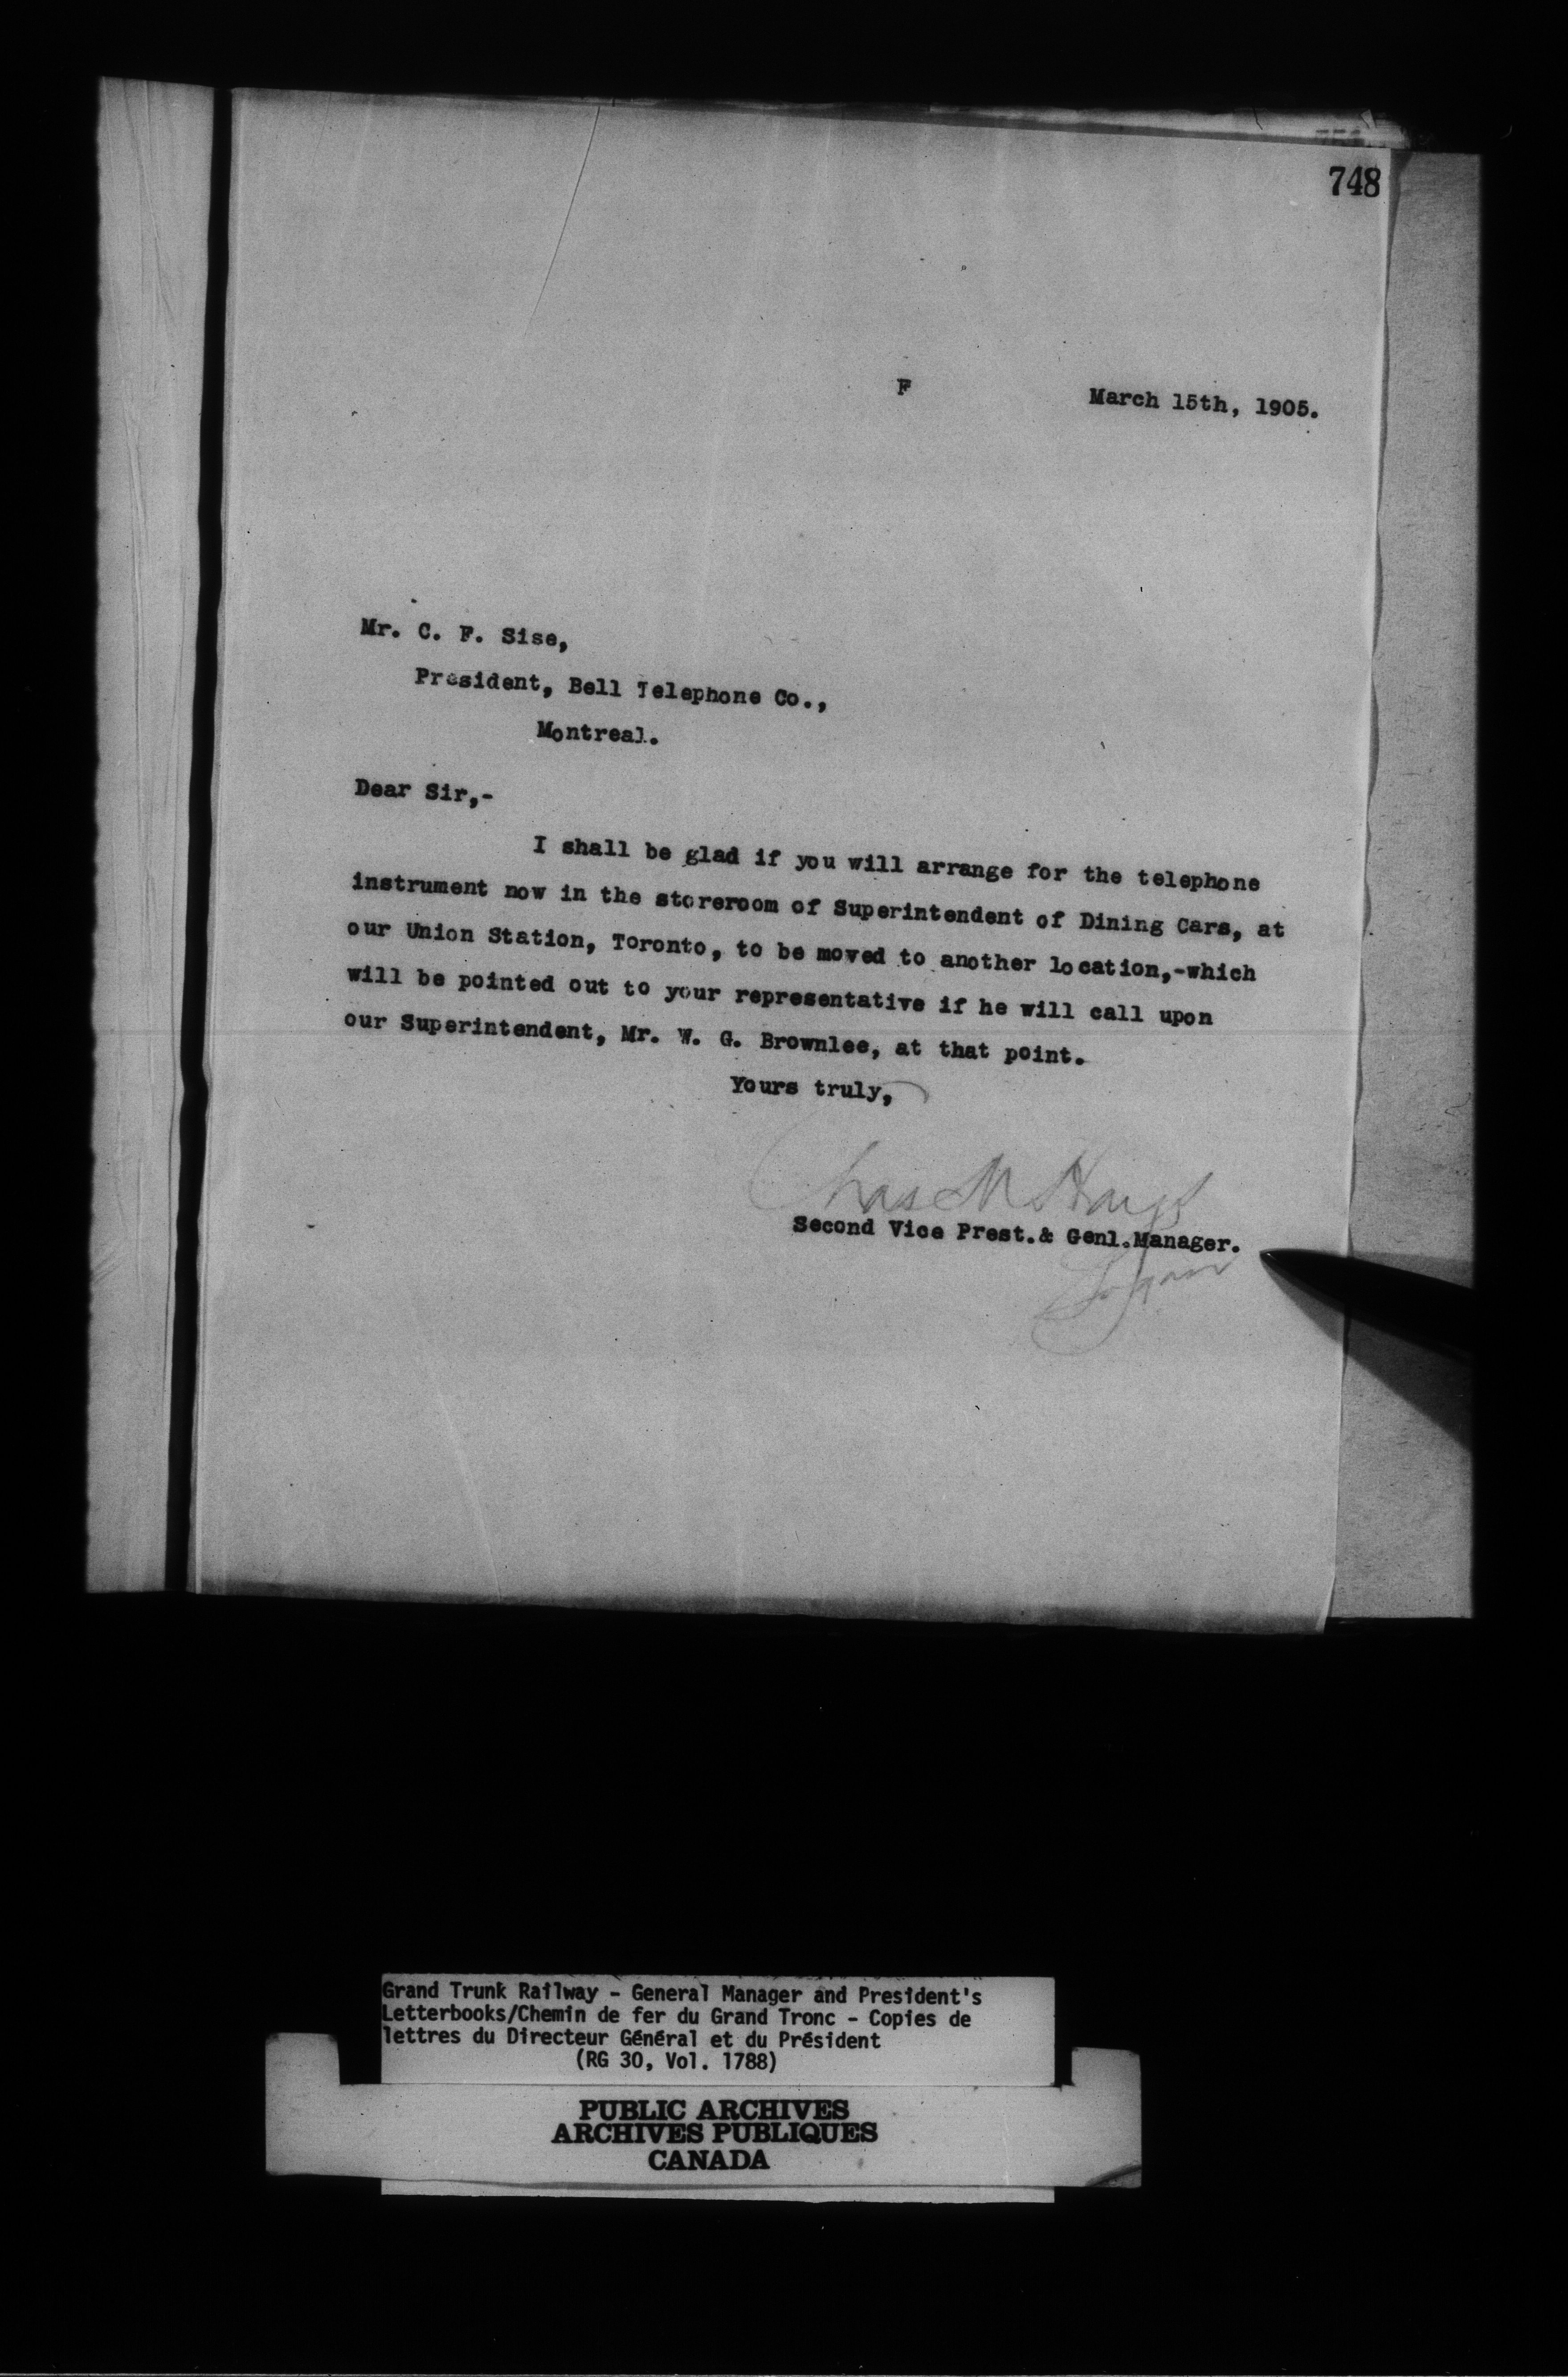 748
F March 15th, 1905.
Mr. C. F. Sise,
President, Bell Telephone Co.,
Montreal.
Dear Sir,-
I shall be glad if you will arrange for the telephone
instrument now in the storeroom of Superintendent of Dining Cars, at
our Union Station, Toronto, to be moved to another location,-which
will be pointed out to your representative if he will call upon
our Superintendent, Mr. W. G. Brownlee, at that point.
Yours truly,
Chas M Hays
Second Vice Prest.& Genl.Manager.
Grand Trunk Railway - General Manager and President's
Letterbooks/Chemin de fer du Grand Tronc - Copies de
lettres du Directeur Général et du Président
(RG 30, Vol. 1788)
PUBLIC ARCHIVES
ARCHIVES PUBLIQUES
CANADA